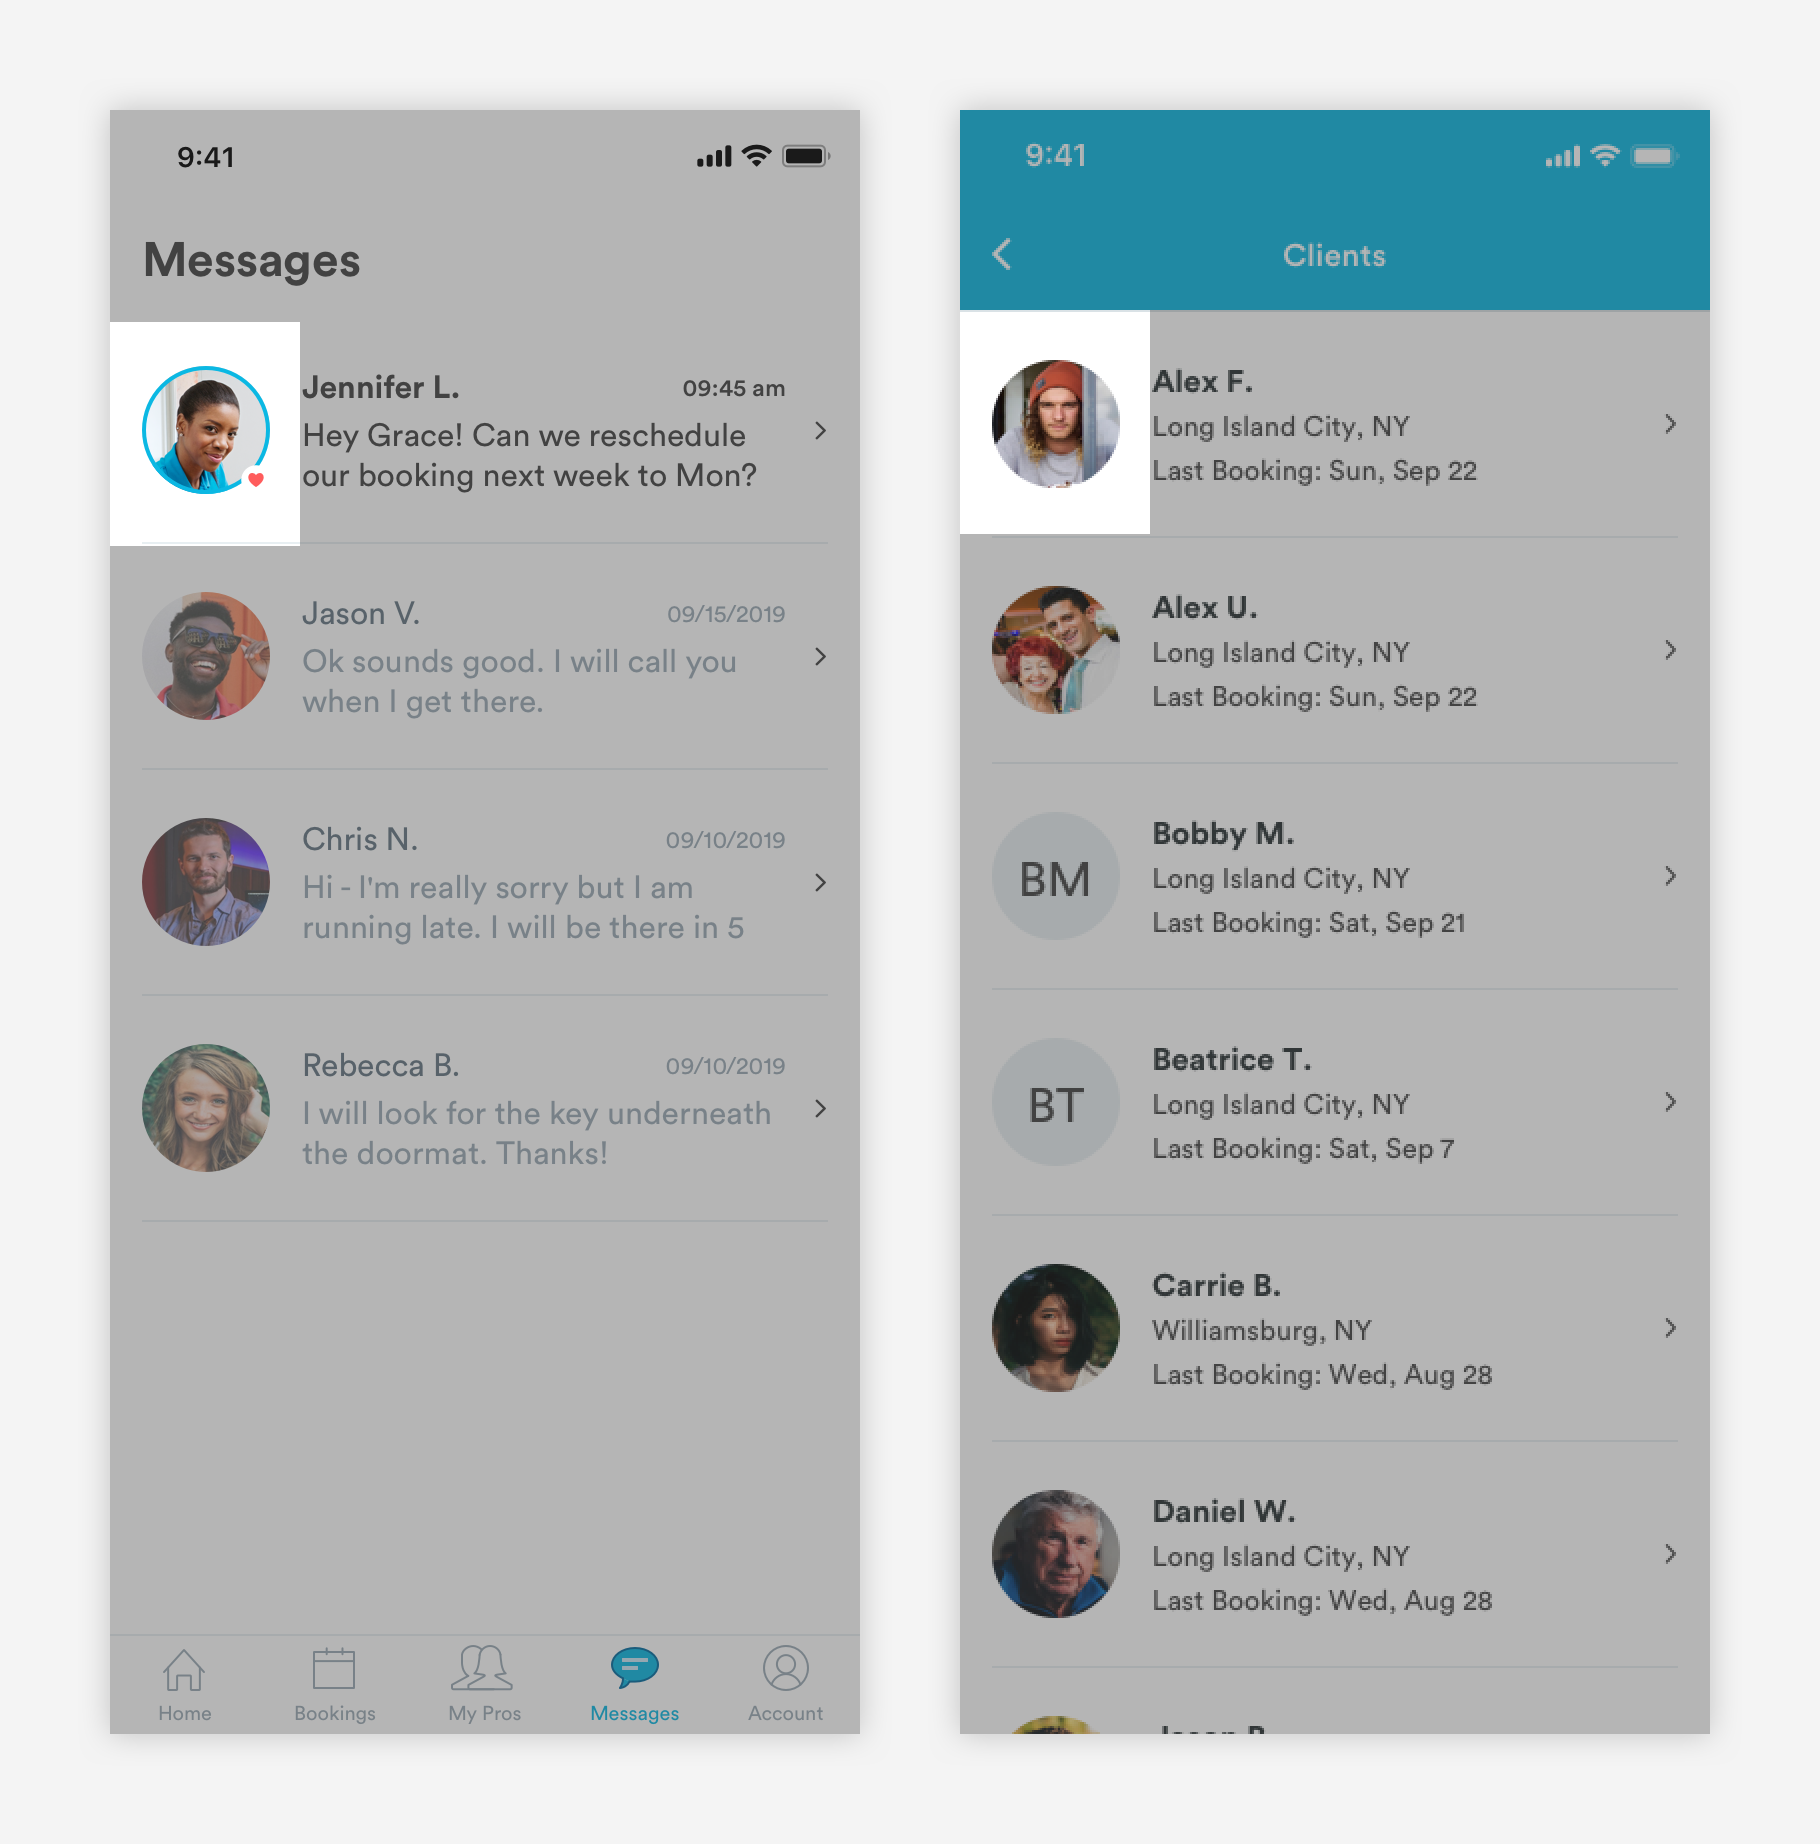 9:41
Messages
Jennifer L.
09:45 am
Hey Grace! Can we reschedule
our booking next week to Mon?
Jason V.
09/15/2019
Ok sounds good. I will call you
when I get there.
Chris N.
09/10/2019
Hi - I'm really sorry but I am
running late. I will be there in 5
Rebecca B.
09/10/2019
I will look for the key underneath
the doormat. Thanks!
Home
Bookings
My Pros
Messages
Account
9:41
Clients
Alex F.
Long Island City, NY
Last Booking: Sun, Sep 22
Alex U.
Long Island City, NY
Last Booking: Sun, Sep 22
BM
Bobby M.
Long Island City, NY
Last Booking: Sat, Sep 21
BT
Beatrice T.
Long Island City, NY
Last Booking: Sat, Sep 7
Carrie B.
Williamsburg, NY
Last Booking: Wed, Aug 28
Daniel W.
Long Island City, NY
Last Booking: Wed, Aug 28